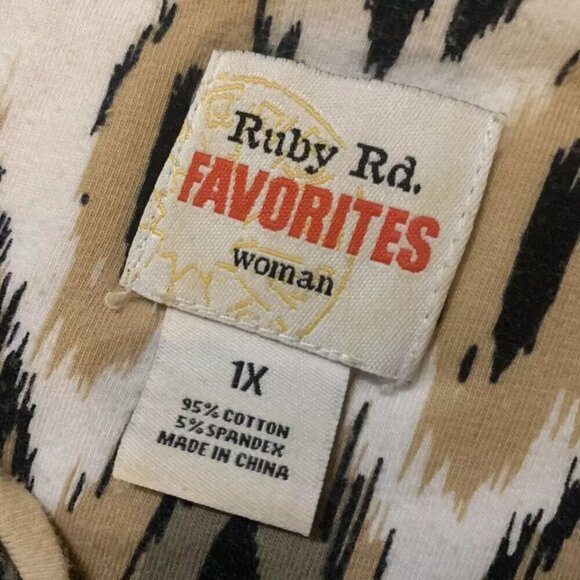 Ruby Rd.
FAVORITES
woman
1X
95% COTTON
5% SPANDEX
MADE IN CHINA